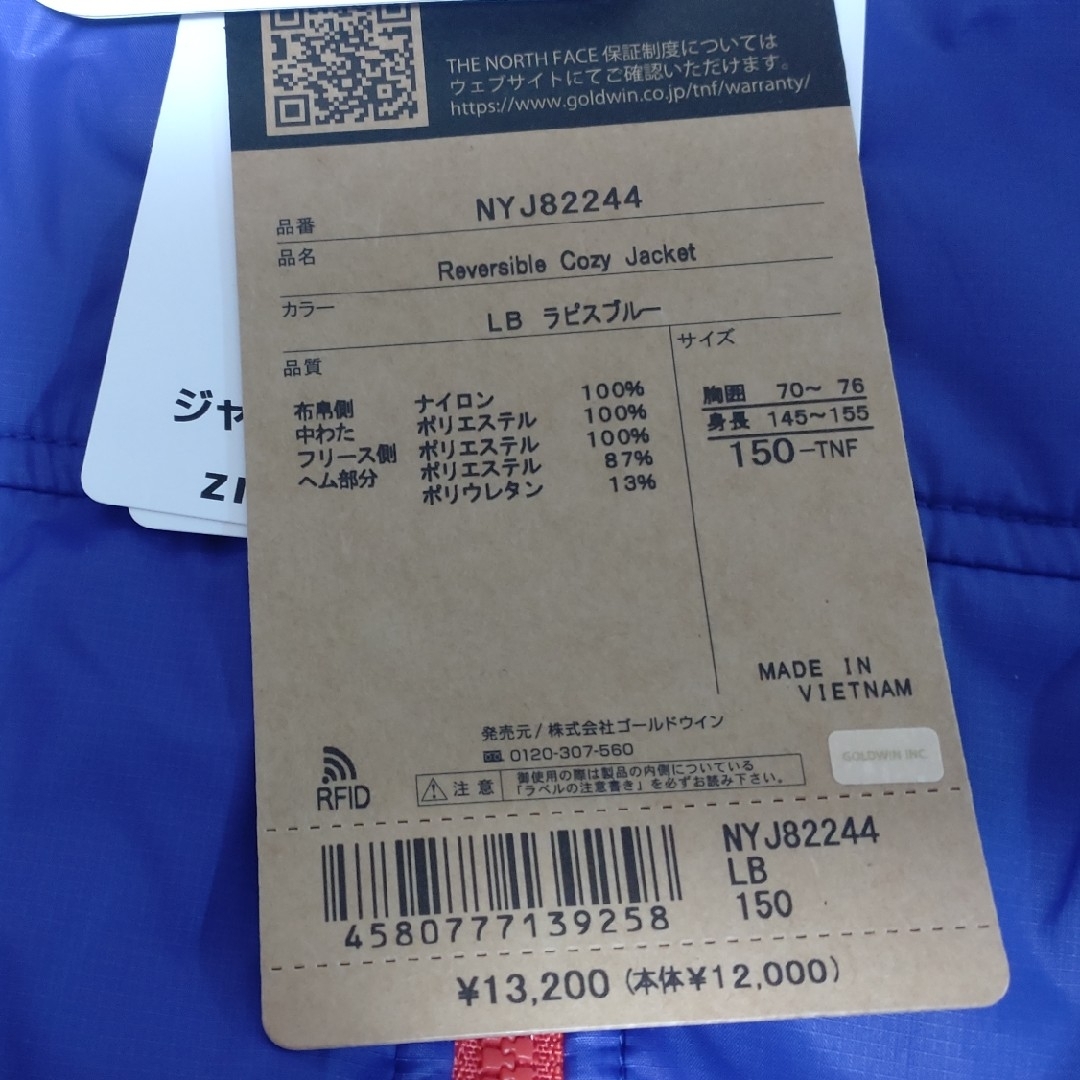 THE NORTH FACE 保証制度については
ウェブサイトにてご確認いただけます。
https://www.goldwin.co.jp/tnf/warranty/
品番 NYJ82244
品名 Reversible Cozy Jacket
カラー LB ラピスブルー
品質
布帛側 ナイロン 100%
中わた ポリエステル 100%
フリース側 ポリエステル 100%
ヘム部分 ポリエステル 87%
ポリウレタン 13%
サイズ
胸囲 70～ 76
身長 145～155
150-TNF
MADE IN
VIETNAM
発売元/株式会社ゴールドウイン
0120-307-560
GOLDWIN INC.
RFID
注意
御使用の際は製品の内側についている
「ラベルの注意書き」を必ずお読み下さい。
4580777139258
NYJ82244
LB
150
¥13,200 (本体¥12,000)
ジャ